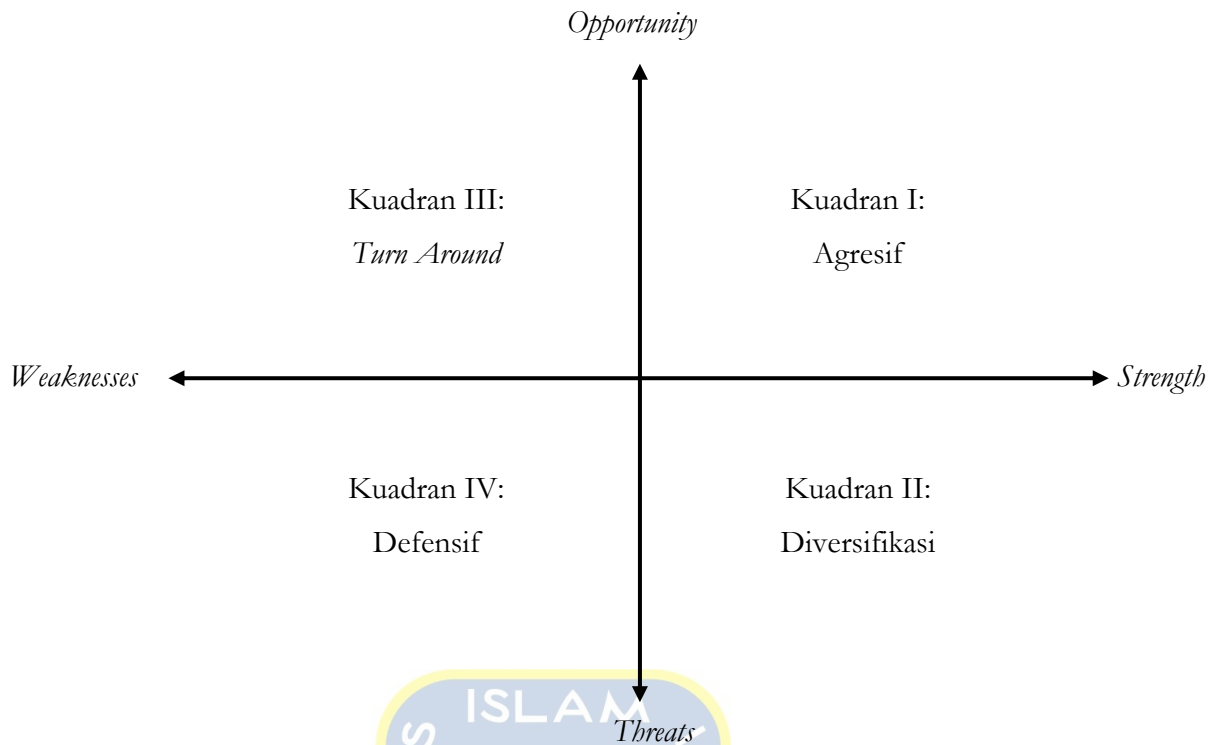 Opportunity
Kuadran III:
Turn Around
Kuadran I:
Agresif
Weaknesses
Strength
Kuadran IV:
Defensif
Kuadran II:
Diversifikasi
ISLAM
S
Threats